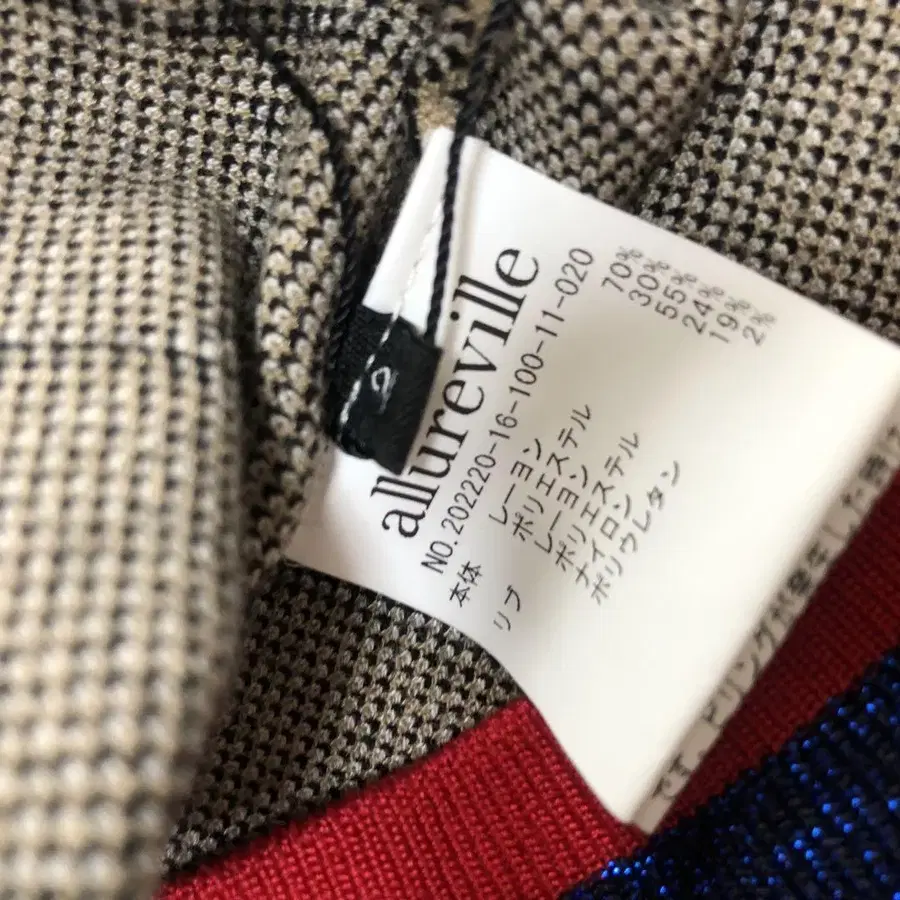 2
allureville
NO.202220-16-100-11-020
本体 レーヨン 70%
ポリエステル 30%
リブ レーヨン 55%
ポリエステル 24%
ナイロン 19%
ポリウレタン 2%